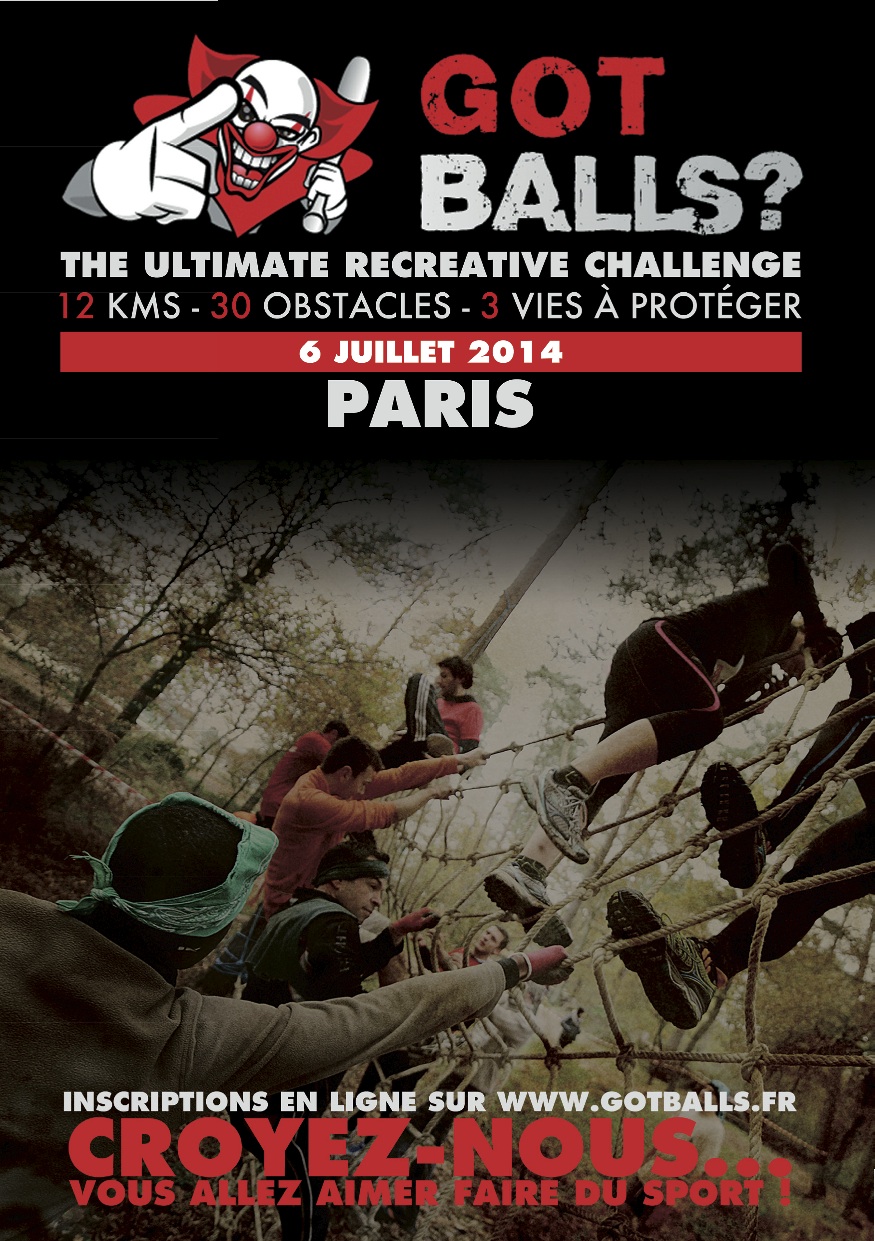 GOT
BALLS?
THE ULTIMATE RECREATIVE CHALLENGE
12 KMS - 30 OBSTACLES - 3 VIES À PROTÉGER
6 JUILLET 2014
PARIS
INSCRIPTIONS EN LIGNE SUR WWW.GOTBALLS.FR
CROYEZ-NOUS...
VOUS ALLEZ AIMER FAIRE DU SPORT !